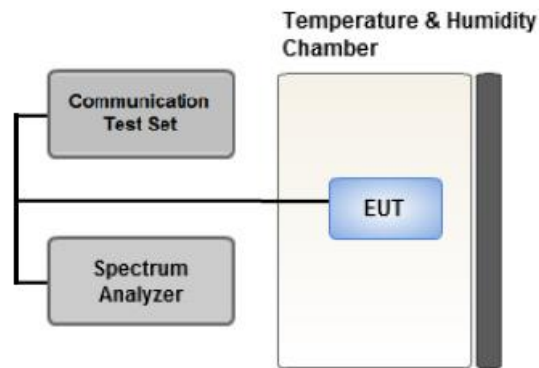 Temperature & Humidity
Chamber
Communication
Test Set
EUT
Spectrum
Analyzer